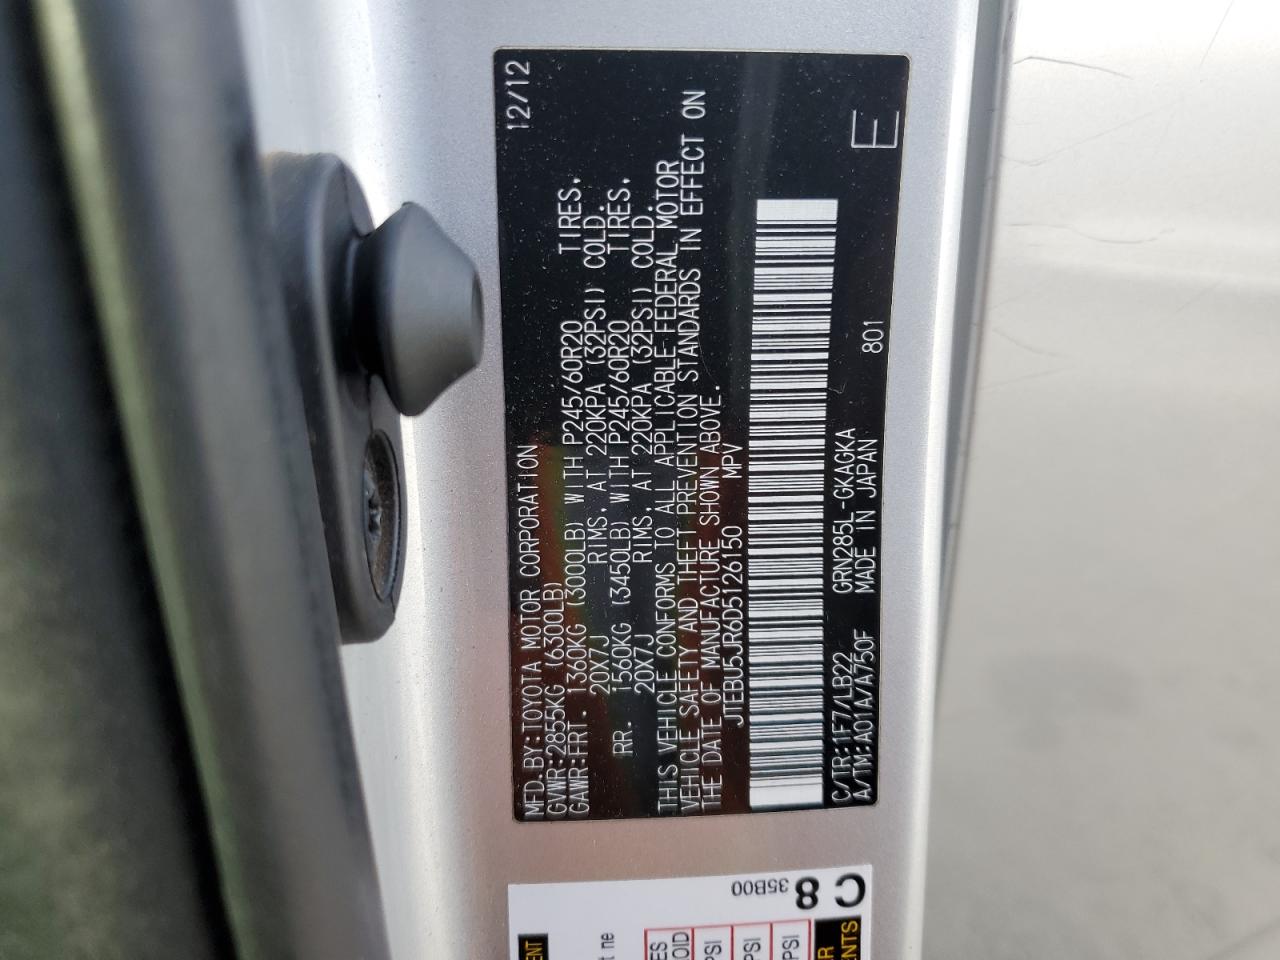 MFD. BY: TOYOTA MOTOR CORPORATION 12/12
GVWR: 2855KG (6300LB)
GAWR: FRT. 1360KG (3000LB) WITH P245/60R20 TIRES,
20X7J RIMS, AT 220KPA (32PSI) COLD.
RR. 1560KG (3450LB) WITH P245/60R20 TIRES,
20X7J RIMS, AT 220KPA (32PSI) COLD.
THIS VEHICLE CONFORMS TO ALL APPLICABLE FEDERAL MOTOR
VEHICLE SAFETY AND THEFT PREVENTION STANDARDS IN EFFECT ON
THE DATE OF MANUFACTURE SHOWN ABOVE.
JTEBU5JR6D5126150 MPV
C/TR: 1F7/LB22 GRN285L-GKAGKA
A/TM: A01A/A750F MADE IN JAPAN 801 E
C 8
35B00